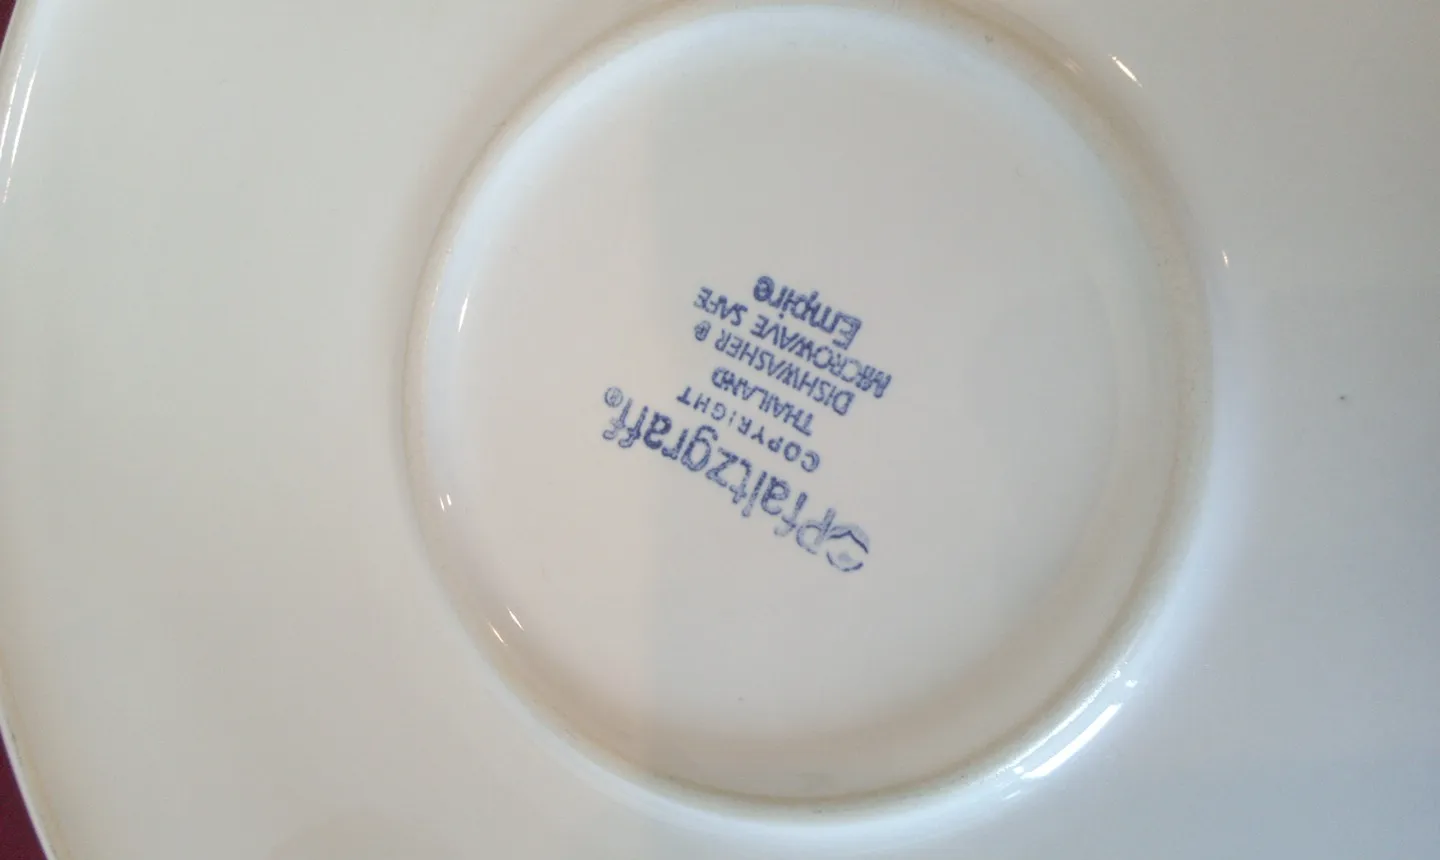 Pfaltzgraff®
© COPYRIGHT
THAILAND
DISHWASHER &
MICROWAVE SAFE
Empire